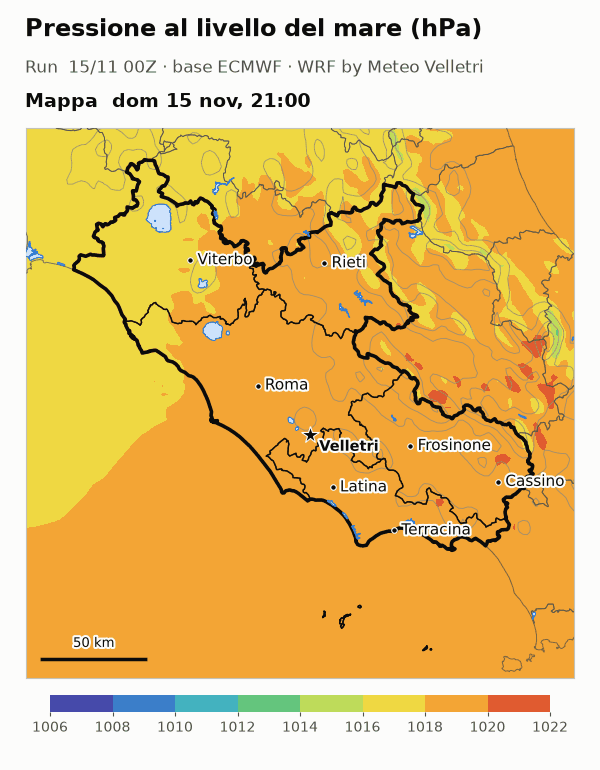 Pressione al livello del mare (hPa)
Run  15/11 00Z · base ECMWF · WRF by Meteo Velletri
Mappa  dom 15 nov, 21:00
Viterbo
Rieti
Roma
Velletri
Frosinone
Cassino
Latina
Terracina
50 km
1006 1008 1010 1012 1014 1016 1018 1020 1022